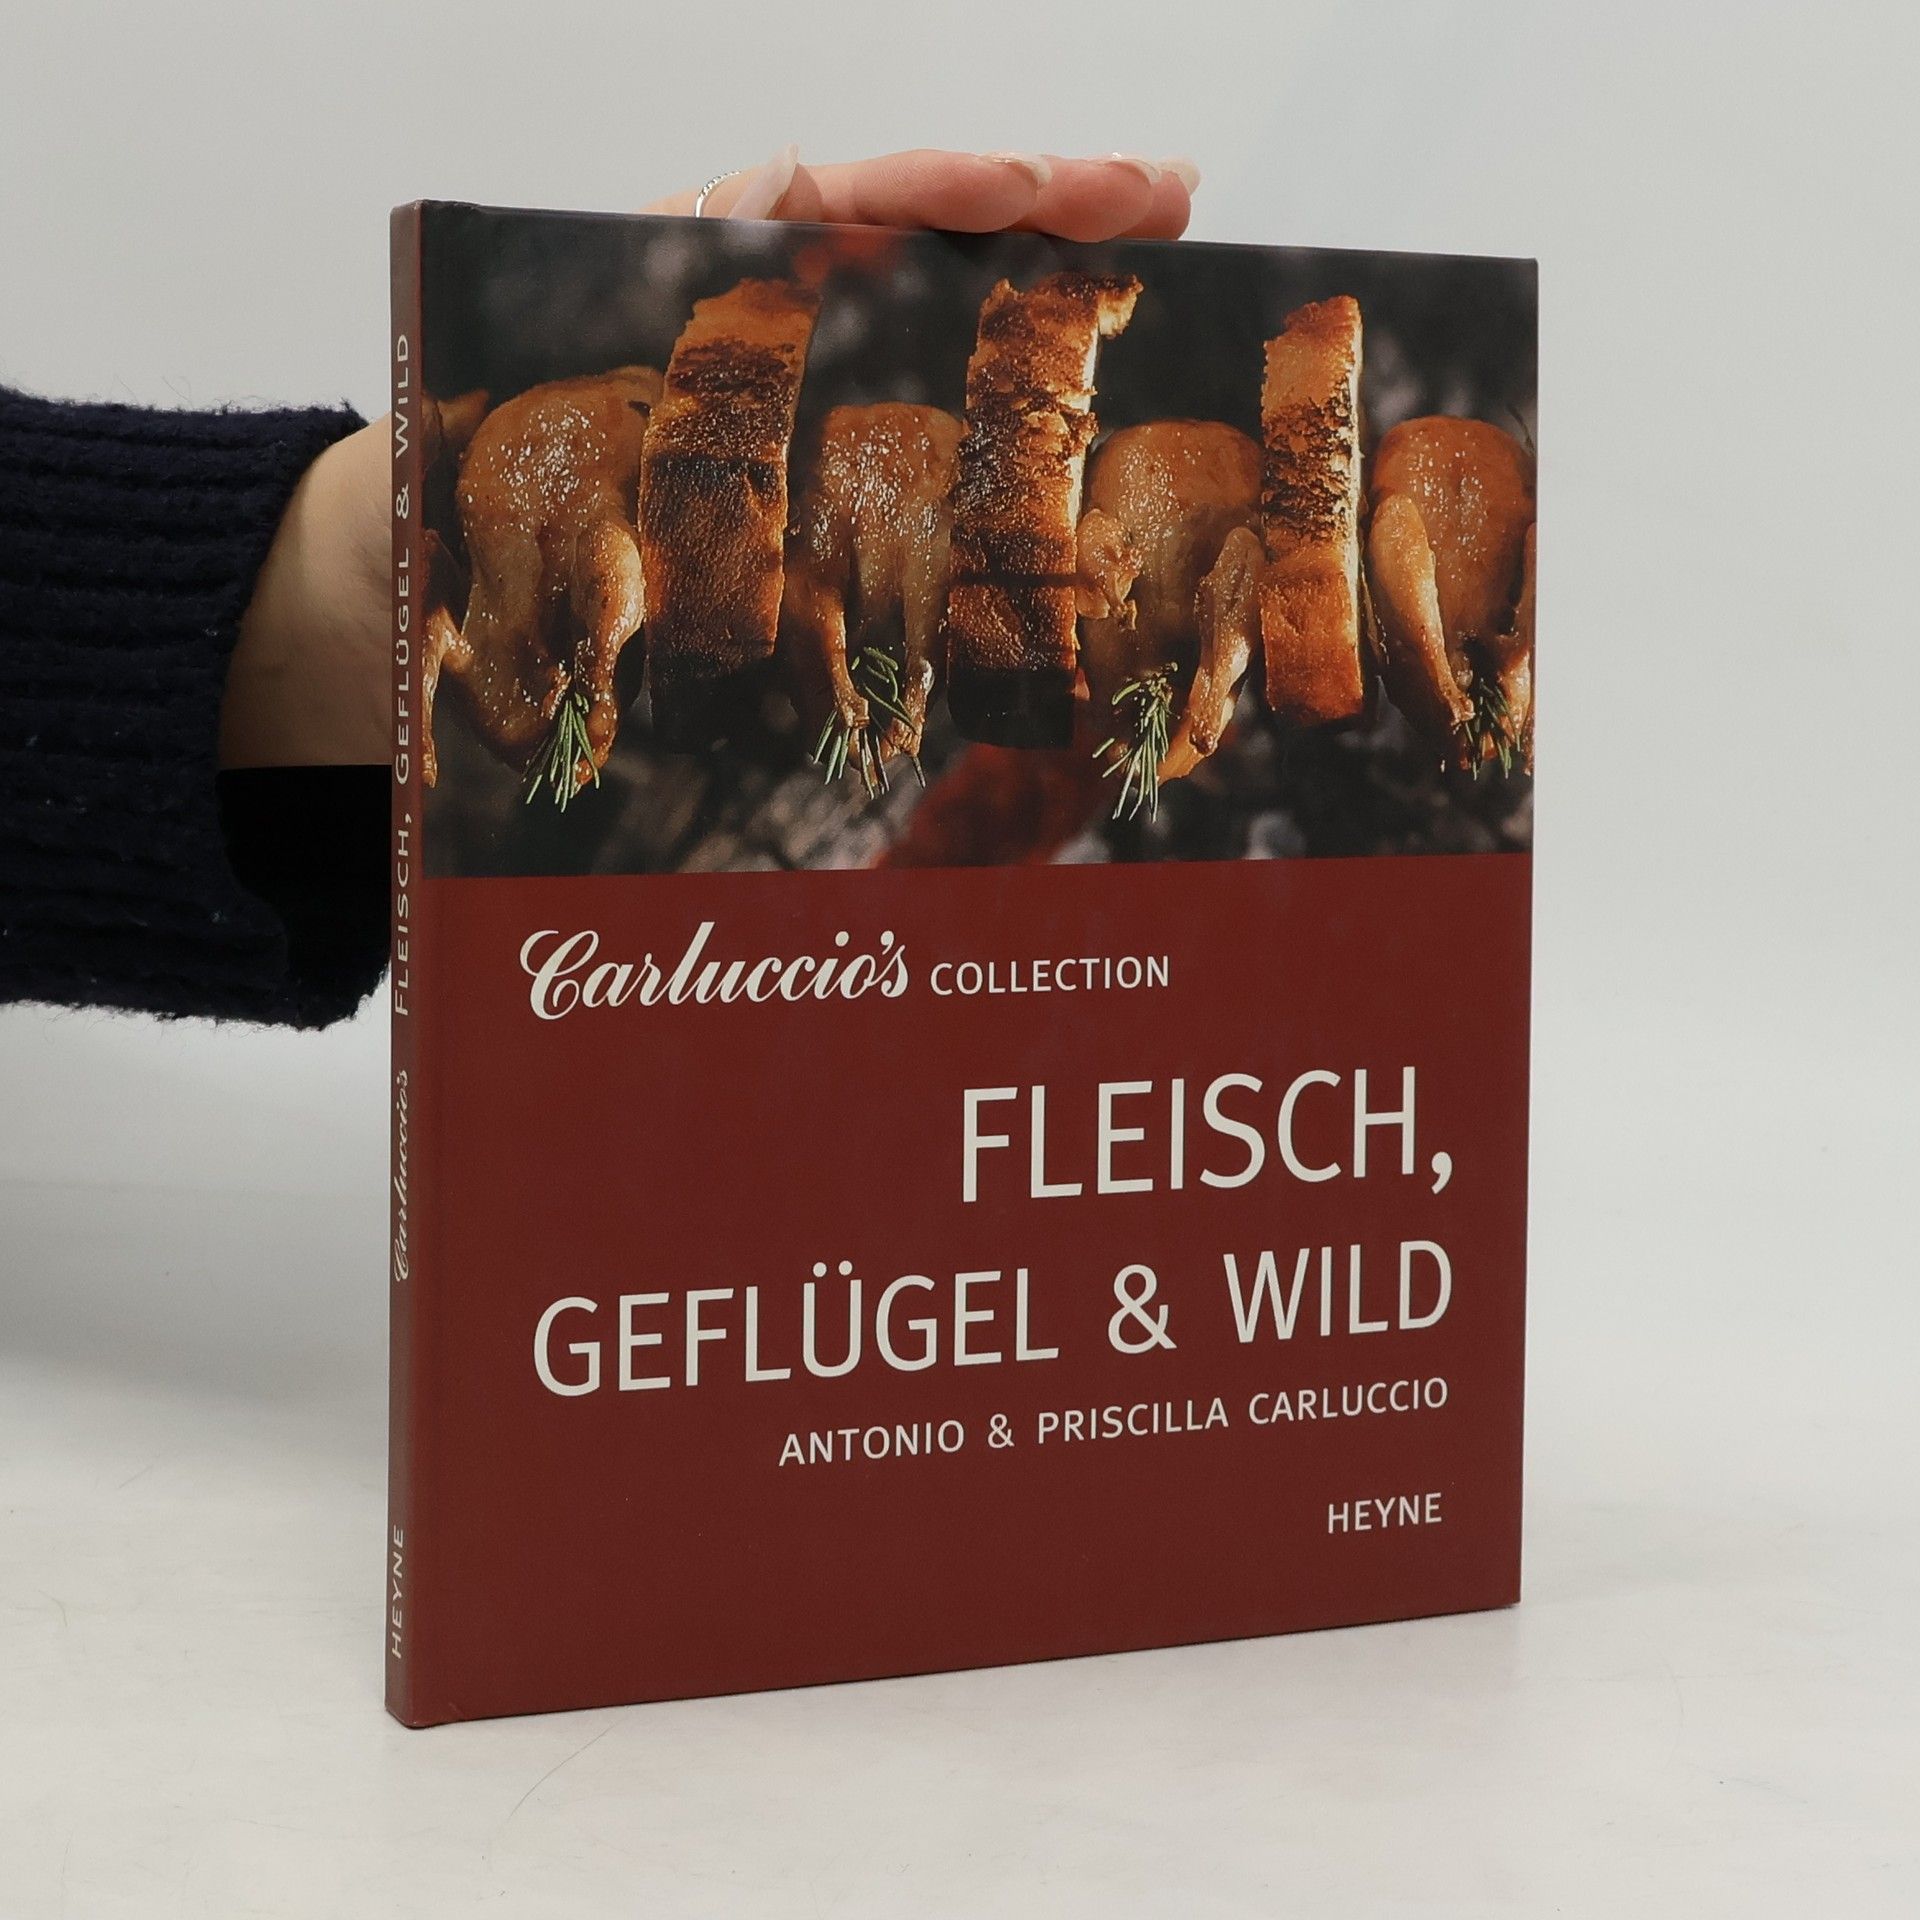 Carluccio's COLLECTION
FLEISCH,
GEFLÜGEL & WILD
ANTONIO & PRISCILLA CARLUCCIO
HEYNE
HEYNE Carluccio's FLEISCH, GEFLÜGEL & WILD